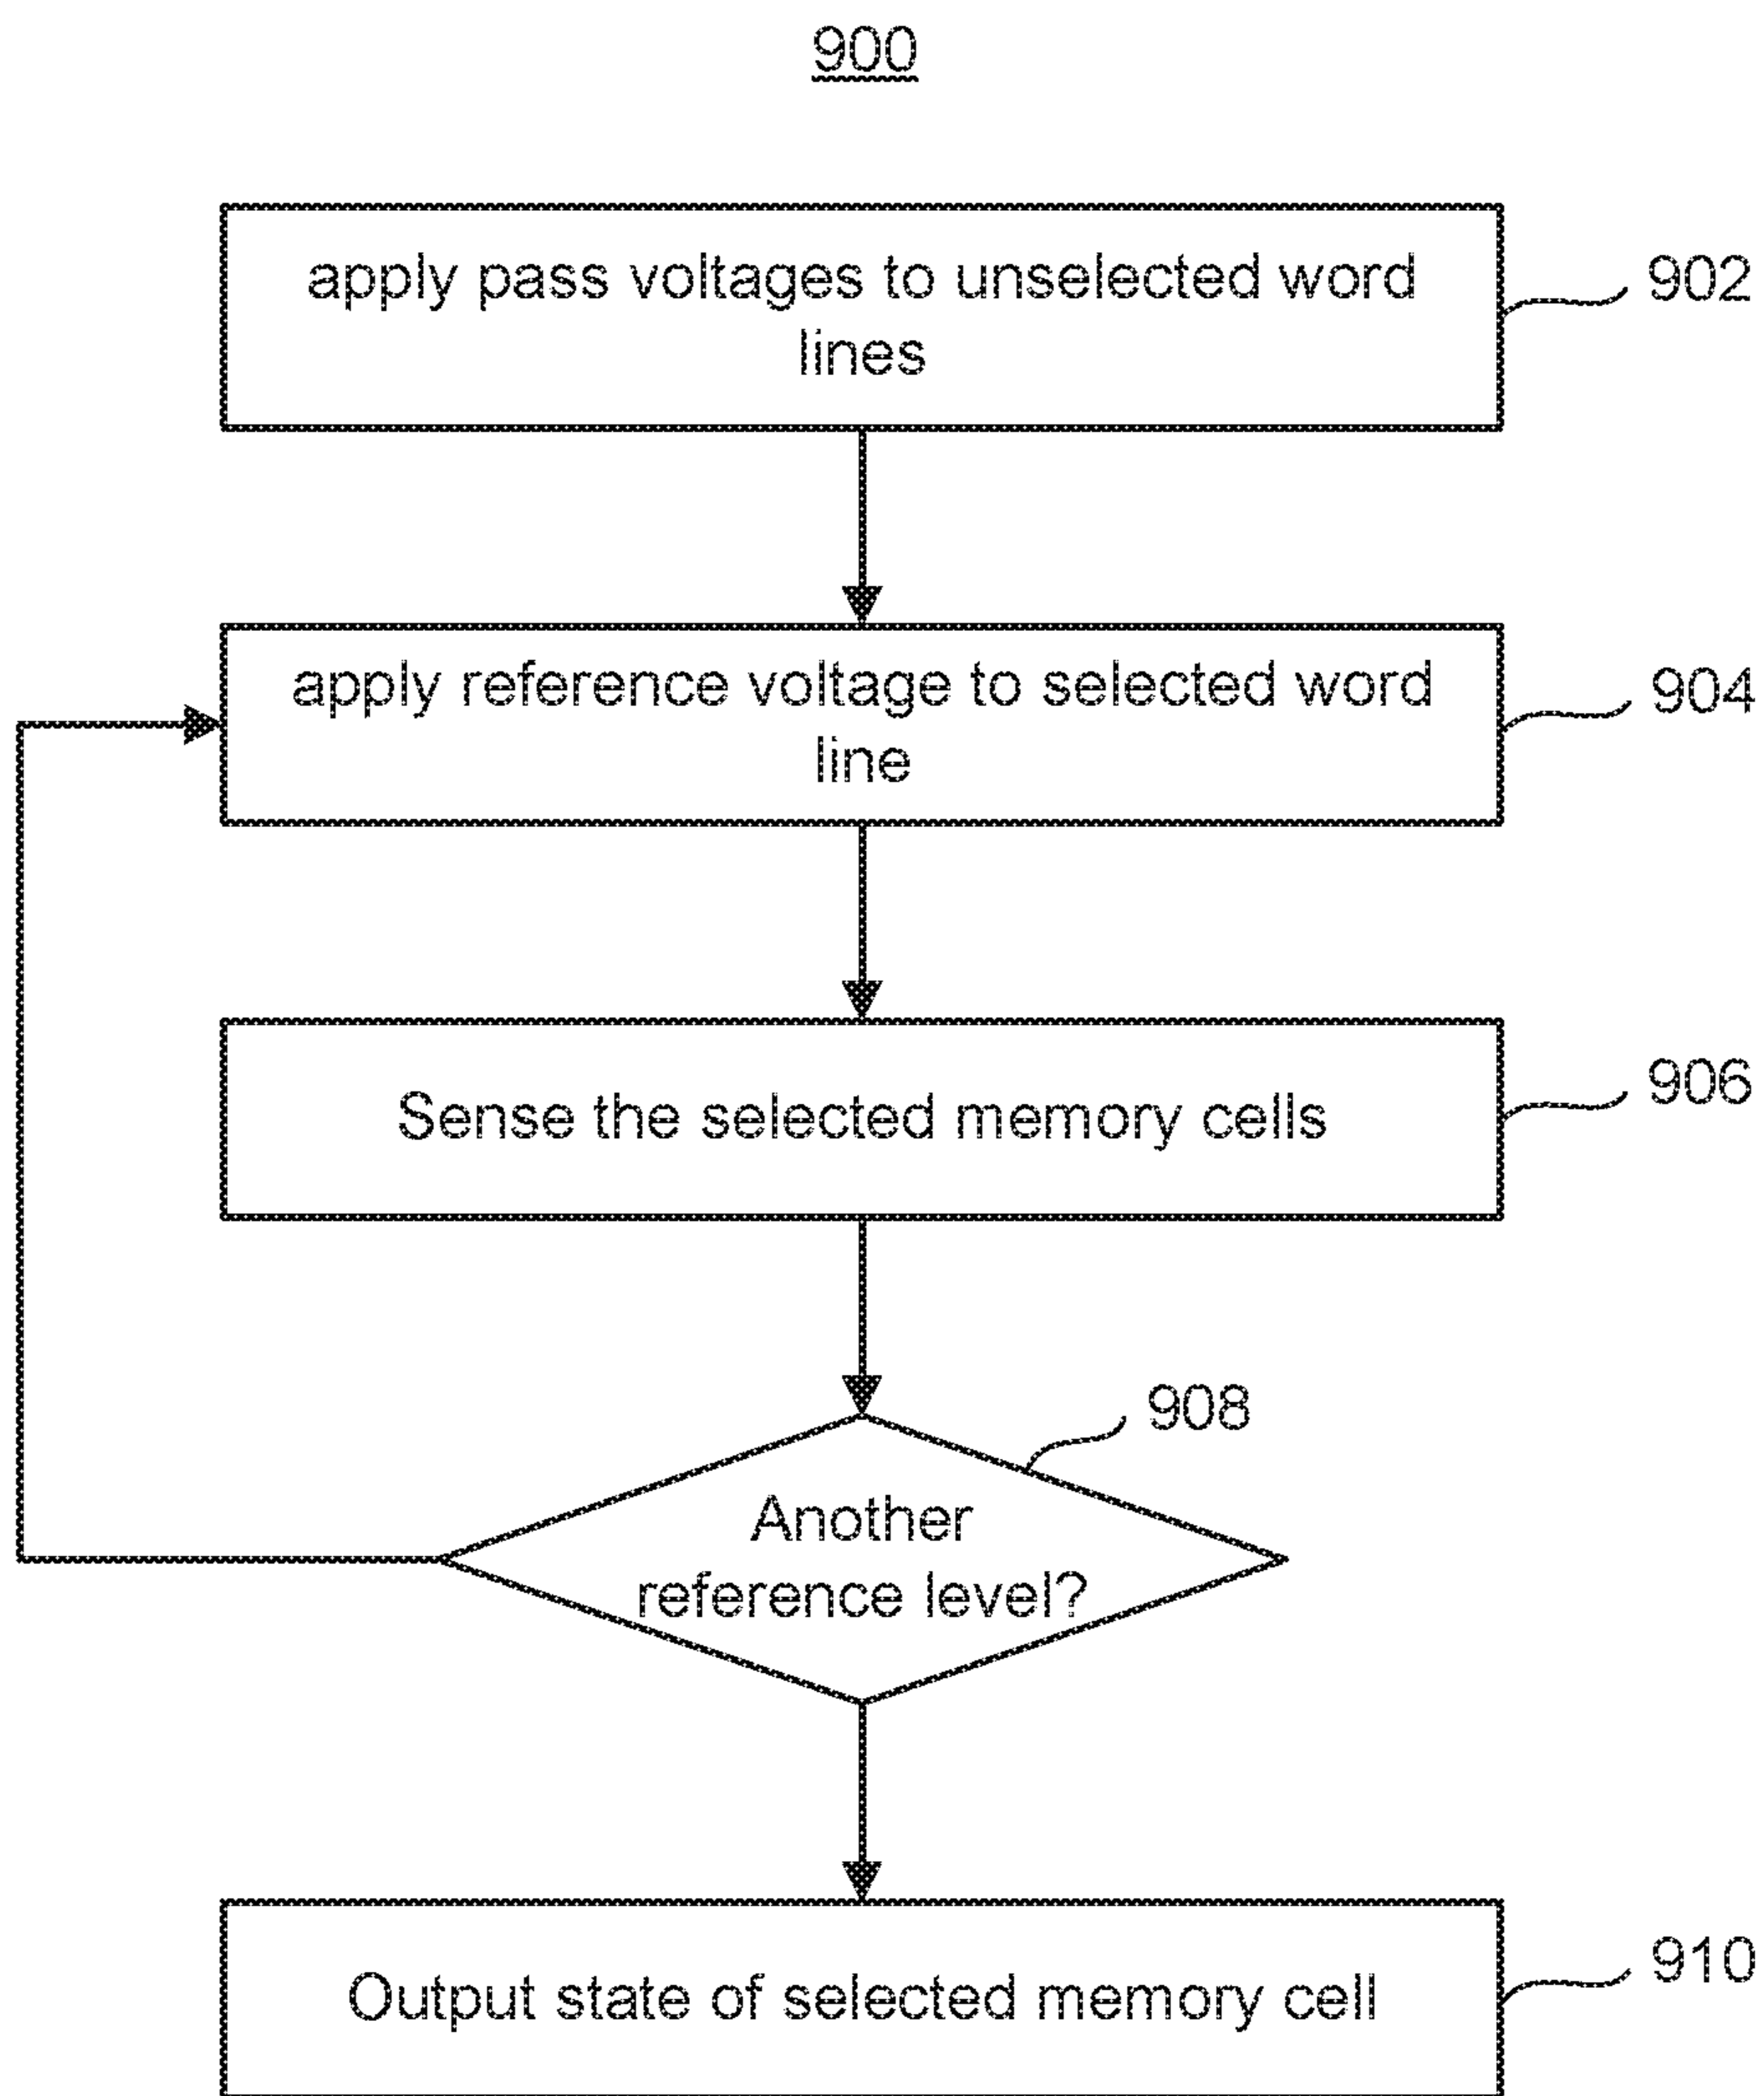 900
apply pass voltages to unselected word
lines
902
apply reference voltage to selected word
line
904
Sense the selected memory cells
906
908
Another
reference level?
Output state of selected memory cell
910